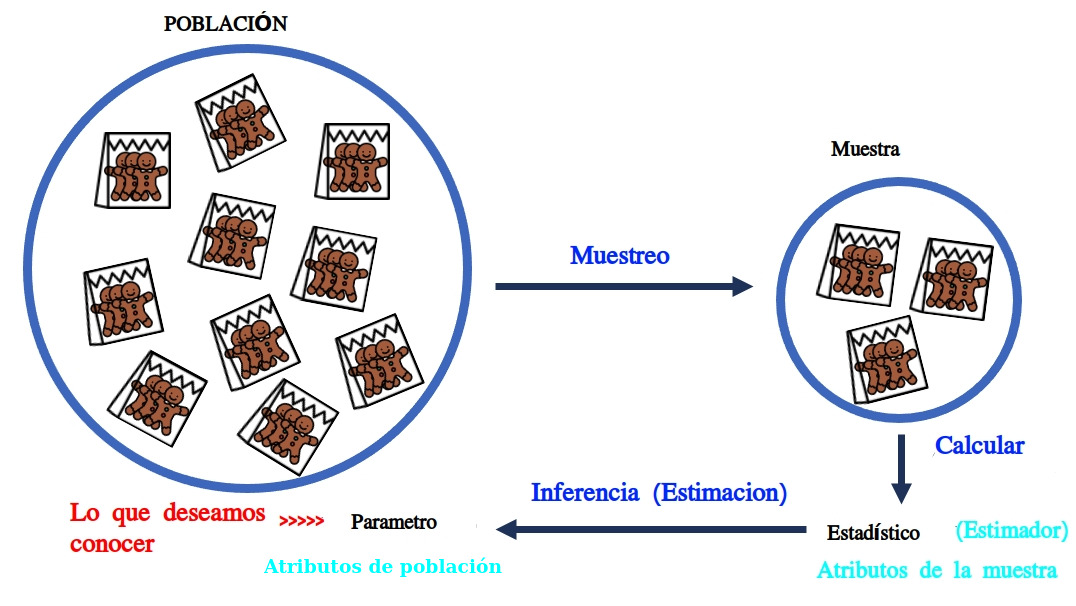 POBLACIÓN
Muestra
Muestreo
Calcular
Inferencia (Estimacion)
Lo que deseamos
conocer
>>>>>
Parametro
Estadístico
(Estimador)
Atributos de población
Atributos de la muestra